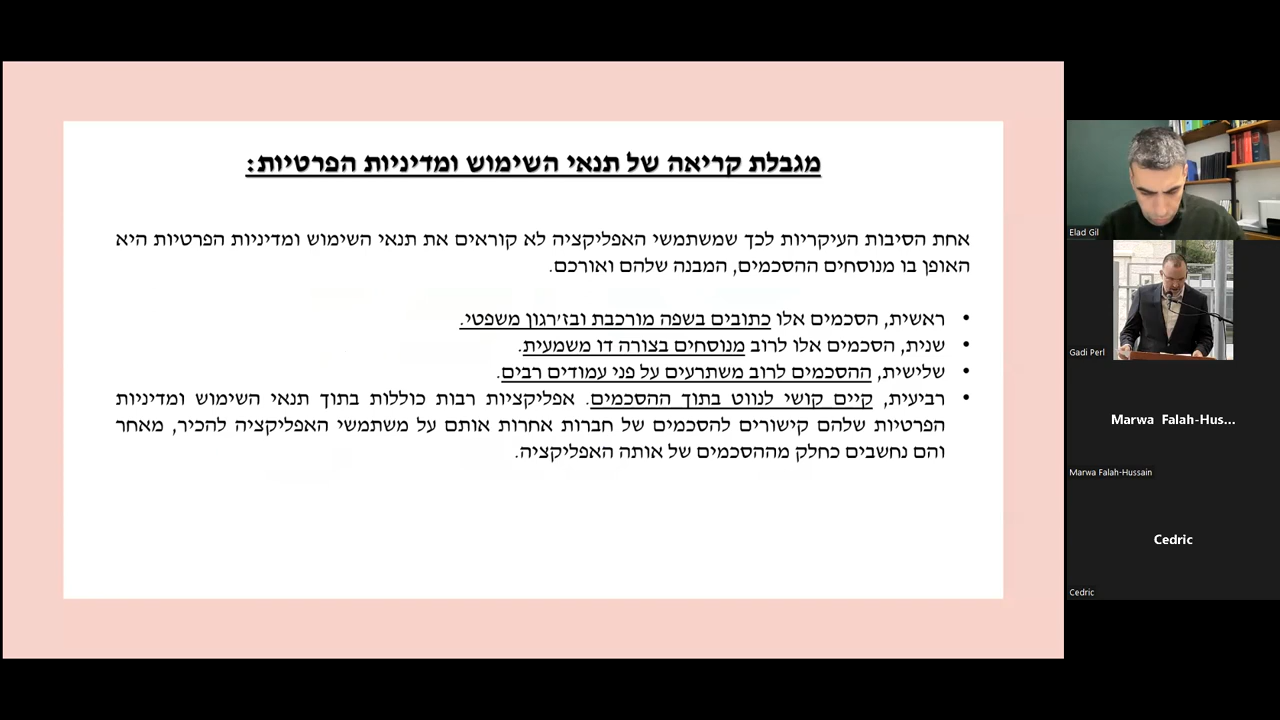 מגבלת קריאה של תנאי השימוש ומדיניות הפרטיות:
אחת הסיבות העיקריות לכך שמשתמשי האפליקציה לא קוראים את תנאי השימוש ומדיניות הפרטיות היא
האופן בו מנוסחים ההסכמים, המבנה שלהם ואורכם.
• ראשית, הסכמים אלו כתובים בשפה מורכבת ובז'רגון משפטי.
• שנית, הסכמים אלו לרוב מנוסחים בצורה דו משמעית.
• שלישית, ההסכמים לרוב משתרעים על פני עמודים רבים.
• רביעית, קיים קושי לנווט בתוך ההסכמים. אפליקציות רבות כוללות בתוך תנאי השימוש ומדיניות
הפרטיות שלהם קישורים להסכמים של חברות אחרות אותם על משתמשי האפליקציה להכיר, מאחר
והם נחשבים כחלק מההסכמים של אותה האפליקציה.
Elad Gil
Gadi Perl
Marwa Falah-Hus...
Marwa Falah-Hussain
Cedric
Cedric